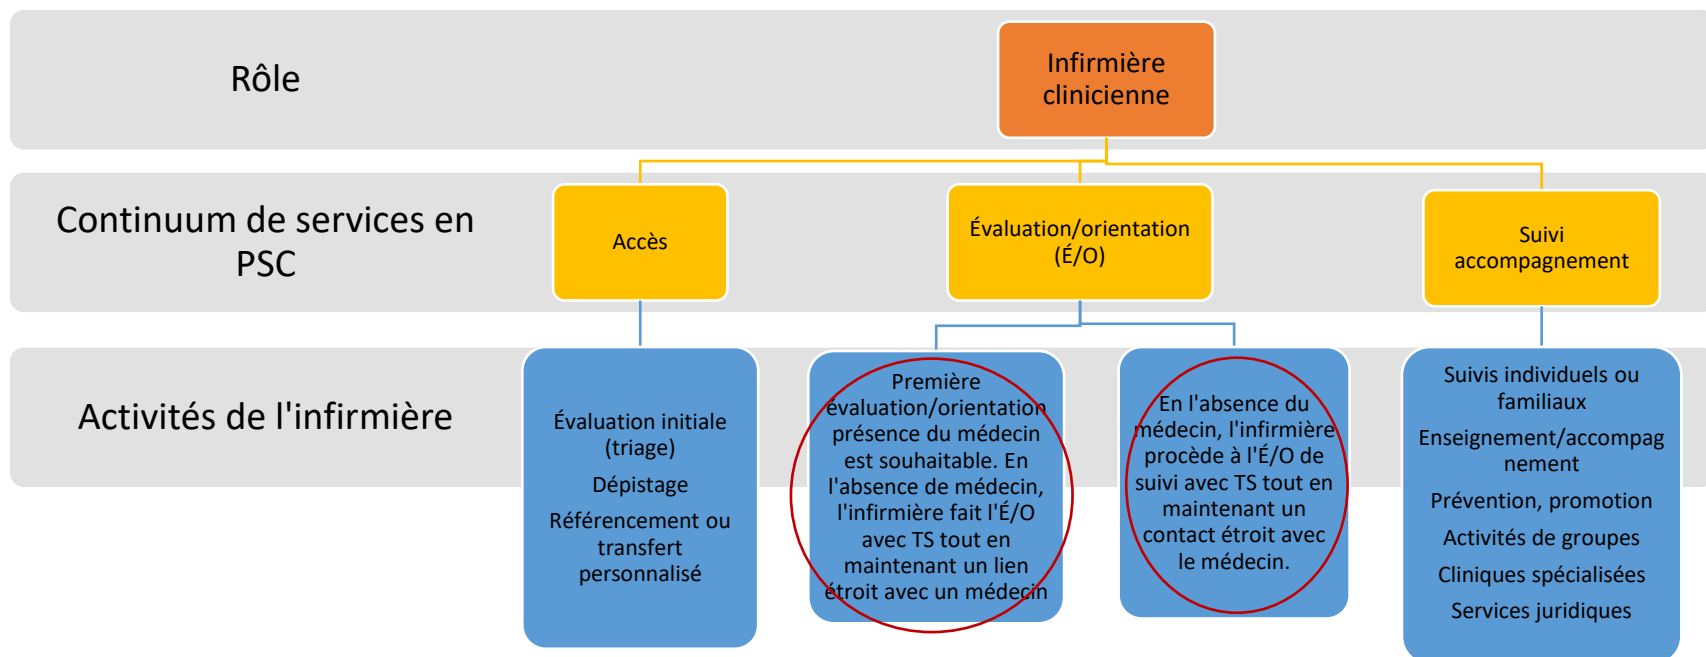 Rôle
Infirmière
clinicienne
Continuum de services en
PSC
Accès
Évaluation/orientation
(É/O)
Suivi
accompagnement
Activités de l'infirmière
Évaluation initiale
(triage)
Dépistage
Référencement ou
transfert
personnalisé
Première
évaluation/orientation
présence du médecin
est souhaitable. En
l'absence de médecin,
l'infirmière fait l'É/O
avec TS tout en
maintenant un lien
étroit avec un médecin
En l'absence du
médecin, l'infirmière
procède à l'É/O de
suivi avec TS tout en
maintenant un
contact étroit avec
le médecin.
Suivis individuels ou
familiaux
Enseignement/accompag
nement
Prévention, promotion
Activités de groupes
Cliniques spécialisées
Services juridiques